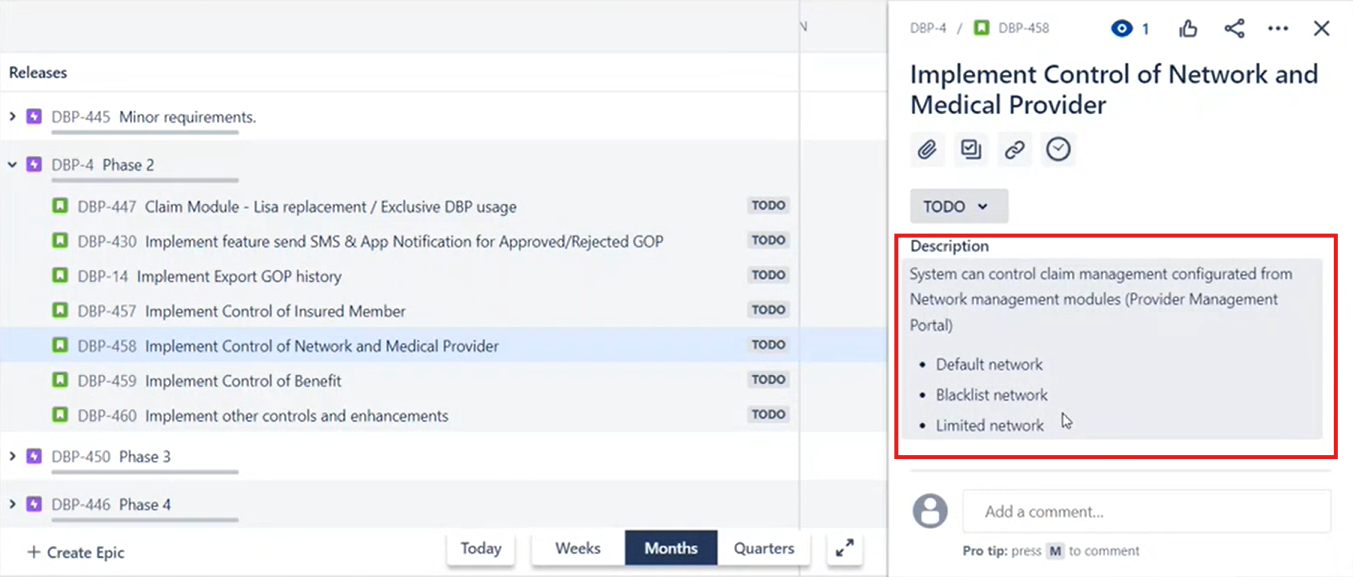 Releases
DBP-445 Minor requirements.
DBP-4 Phase 2
DBP-447 Claim Module - Lisa replacement / Exclusive DBP usage TODO
DBP-430 Implement feature send SMS & App Notification for Approved/Rejected GOP TODO
DBP-14 Implement Export GOP history TODO
DBP-457 Implement Control of Insured Member TODO
DBP-458 Implement Control of Network and Medical Provider TODO
DBP-459 Implement Control of Benefit TODO
DBP-460 Implement other controls and enhancements TODO
DBP-450 Phase 3
DBP-446 Phase 4
+ Create Epic
Today Weeks Months Quarters
DBP-4 / DBP-458 1
Implement Control of Network and
Medical Provider
TODO
Description
System can control claim management configurated from
Network management modules (Provider Management
Portal)
• Default network
• Blacklist network
• Limited network
Add a comment...
Pro tip: press M to comment